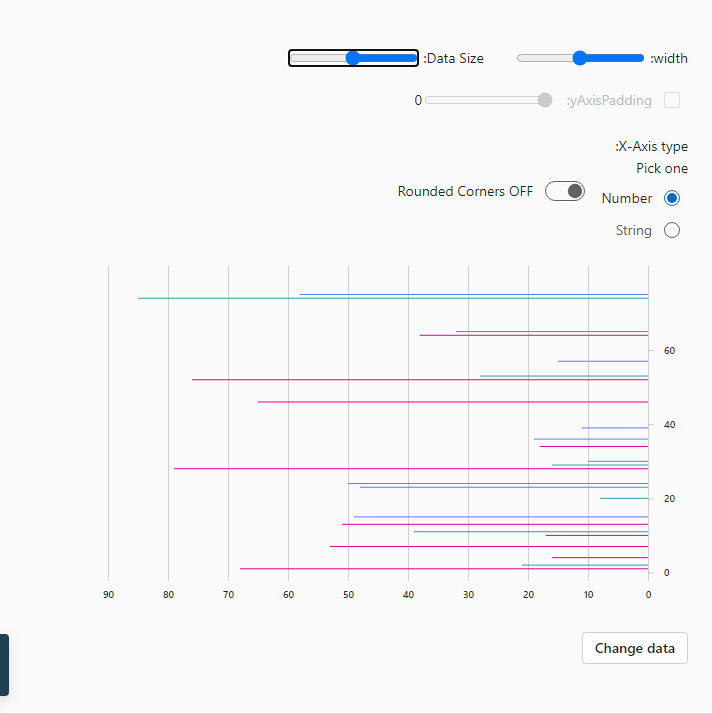 width:
Data Size:
yAxisPadding:
0
X-Axis type:
Pick one
Number
Rounded Corners OFF
String
60
40
20
0
90 80 70 60 50 40 30 20 10 0
Change data